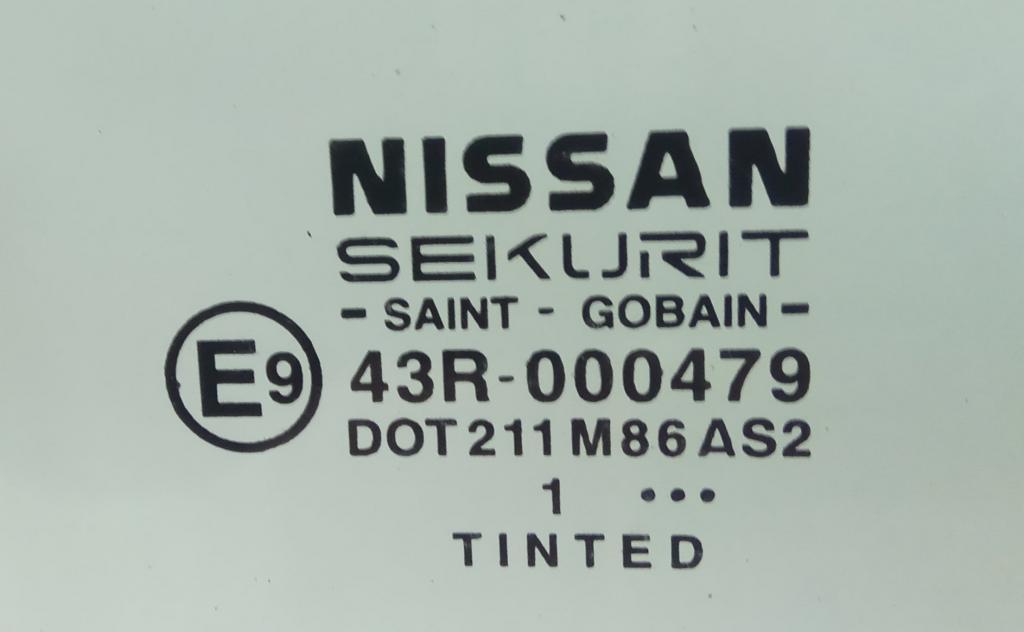 NISSAN
SEKURIT
- SAINT - GOBAIN -
E9 43R-000479
DOT 211 M86 AS2
1 •••
TINTED